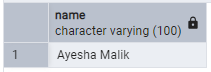 name
character varying (100)
1 Ayesha Malik